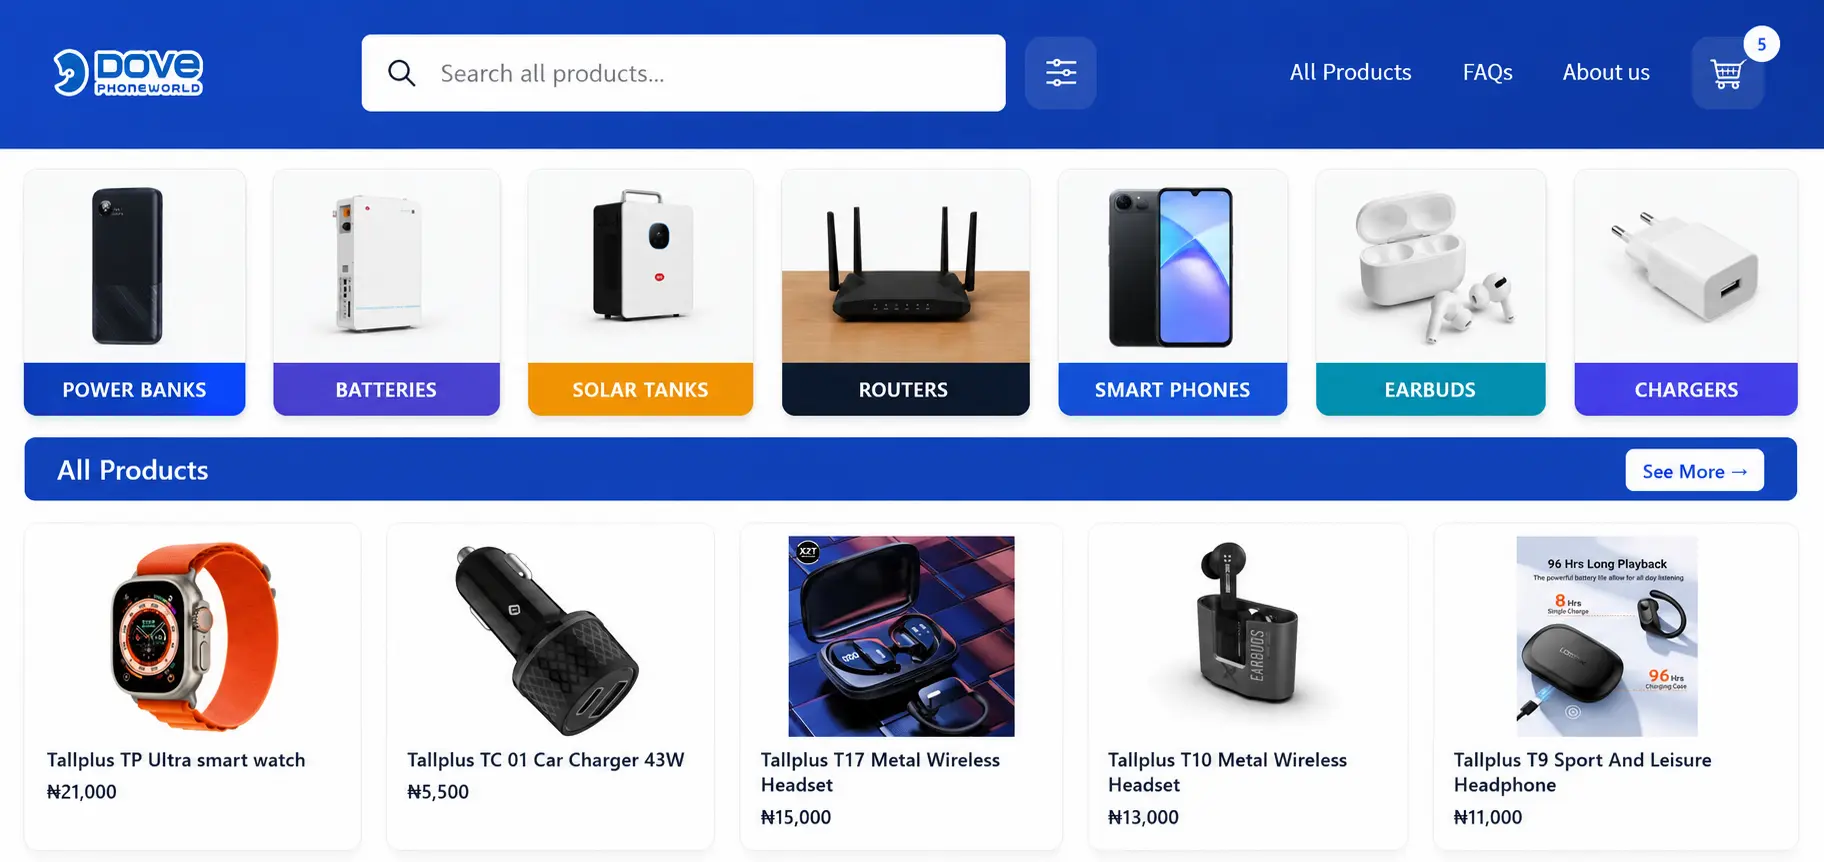 DOVE
PHONEWORLD
Search all products...
All Products
FAQs
About us
5
POWER BANKS
BATTERIES
SOLAR TANKS
ROUTERS
SMART PHONES
EARBUDS
CHARGERS
All Products
See More →
XZT
EARBUDS
96 Hrs Long Playback
The powerful battery life allow for all day listening
8 Hrs
Single Charge
96 Hrs
Charging Case
Tallplus TP Ultra smart watch
₦21,000
Tallplus TC 01 Car Charger 43W
₦5,500
Tallplus T17 Metal Wireless
Headset
₦15,000
Tallplus T10 Metal Wireless
Headset
₦13,000
Tallplus T9 Sport And Leisure
Headphone
₦11,000